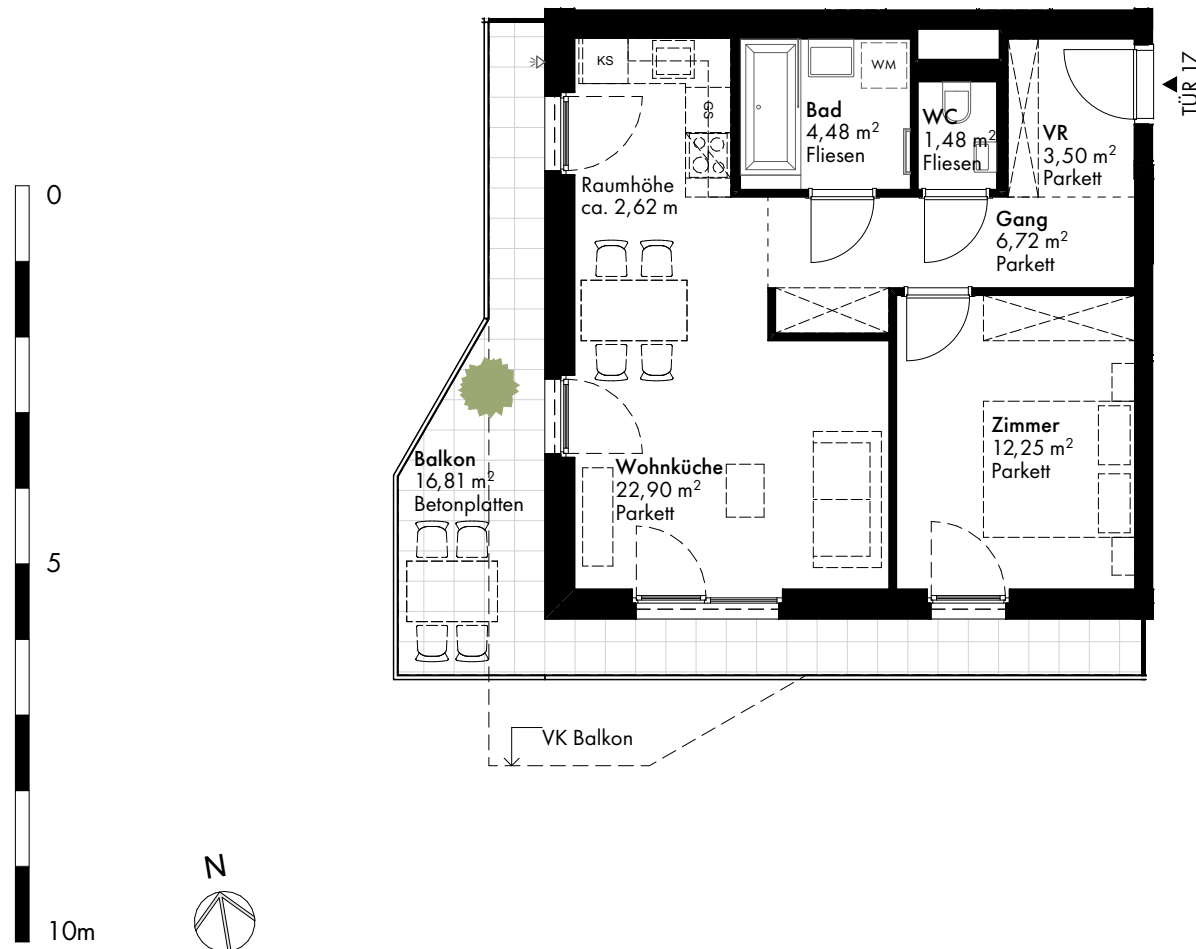 KS
WM
GS
TÜR 17
Bad
4,48 m²
Fliesen
WC
1,48 m²
Fliesen
VR
3,50 m²
Parkett
Raumhöhe
ca. 2,62 m
Gang
6,72 m²
Parkett
Zimmer
12,25 m²
Parkett
Balkon
16,81 m²
Betonplatten
Wohnküche
22,90 m²
Parkett
VK Balkon
0
5
10m
N